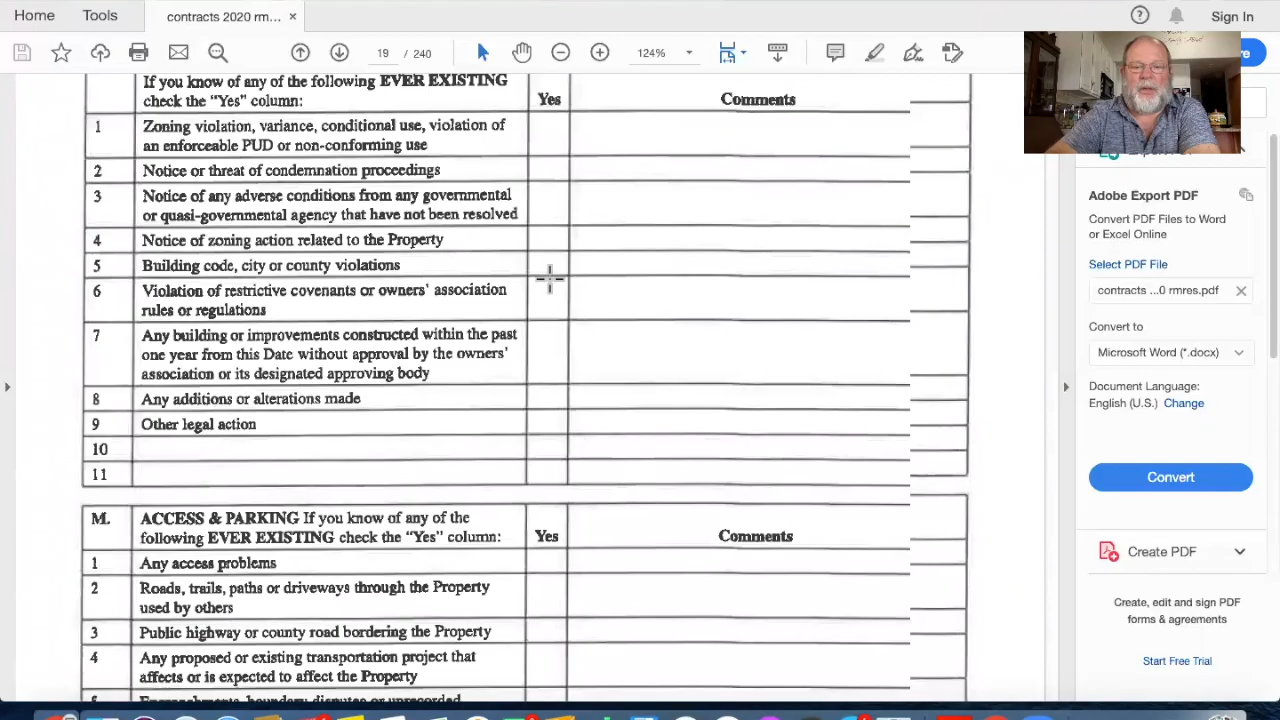 Home
Tools
contracts 2020 rm...
×
Sign In
19 / 240
124%
If you know of any of the following EVER EXISTING
check the "Yes" column:
Yes
Comments
1
Zoning violation, variance, conditional use, violation of
an enforceable PUD or non-conforming use
2
Notice or threat of condemnation proceedings
3
Notice of any adverse conditions from any governmental
or quasi-governmental agency that have not been resolved
4
Notice of zoning action related to the Property
5
Building code, city or county violations
6
Violation of restrictive covenants or owners' association
rules or regulations
7
Any building or improvements constructed within the past
one year from this Date without approval by the owners'
association or its designated approving body
8
Any additions or alterations made
9
Other legal action
10
11
M.
ACCESS & PARKING If you know of any of the
following EVER EXISTING check the "Yes" column:
Yes
Comments
1
Any access problems
2
Roads, trails, paths or driveways through the Property
used by others
3
Public highway or county road bordering the Property
4
Any proposed or existing transportation project that
affects or is expected to affect the Property
Adobe Export PDF
Convert PDF Files to Word
or Excel Online
Select PDF File
contracts ...0 rmres.pdf
Convert to
Microsoft Word (*.docx)
Document Language:
English (U.S.) Change
Convert
Create PDF
Create, edit and sign PDF
forms & agreements
Start Free Trial